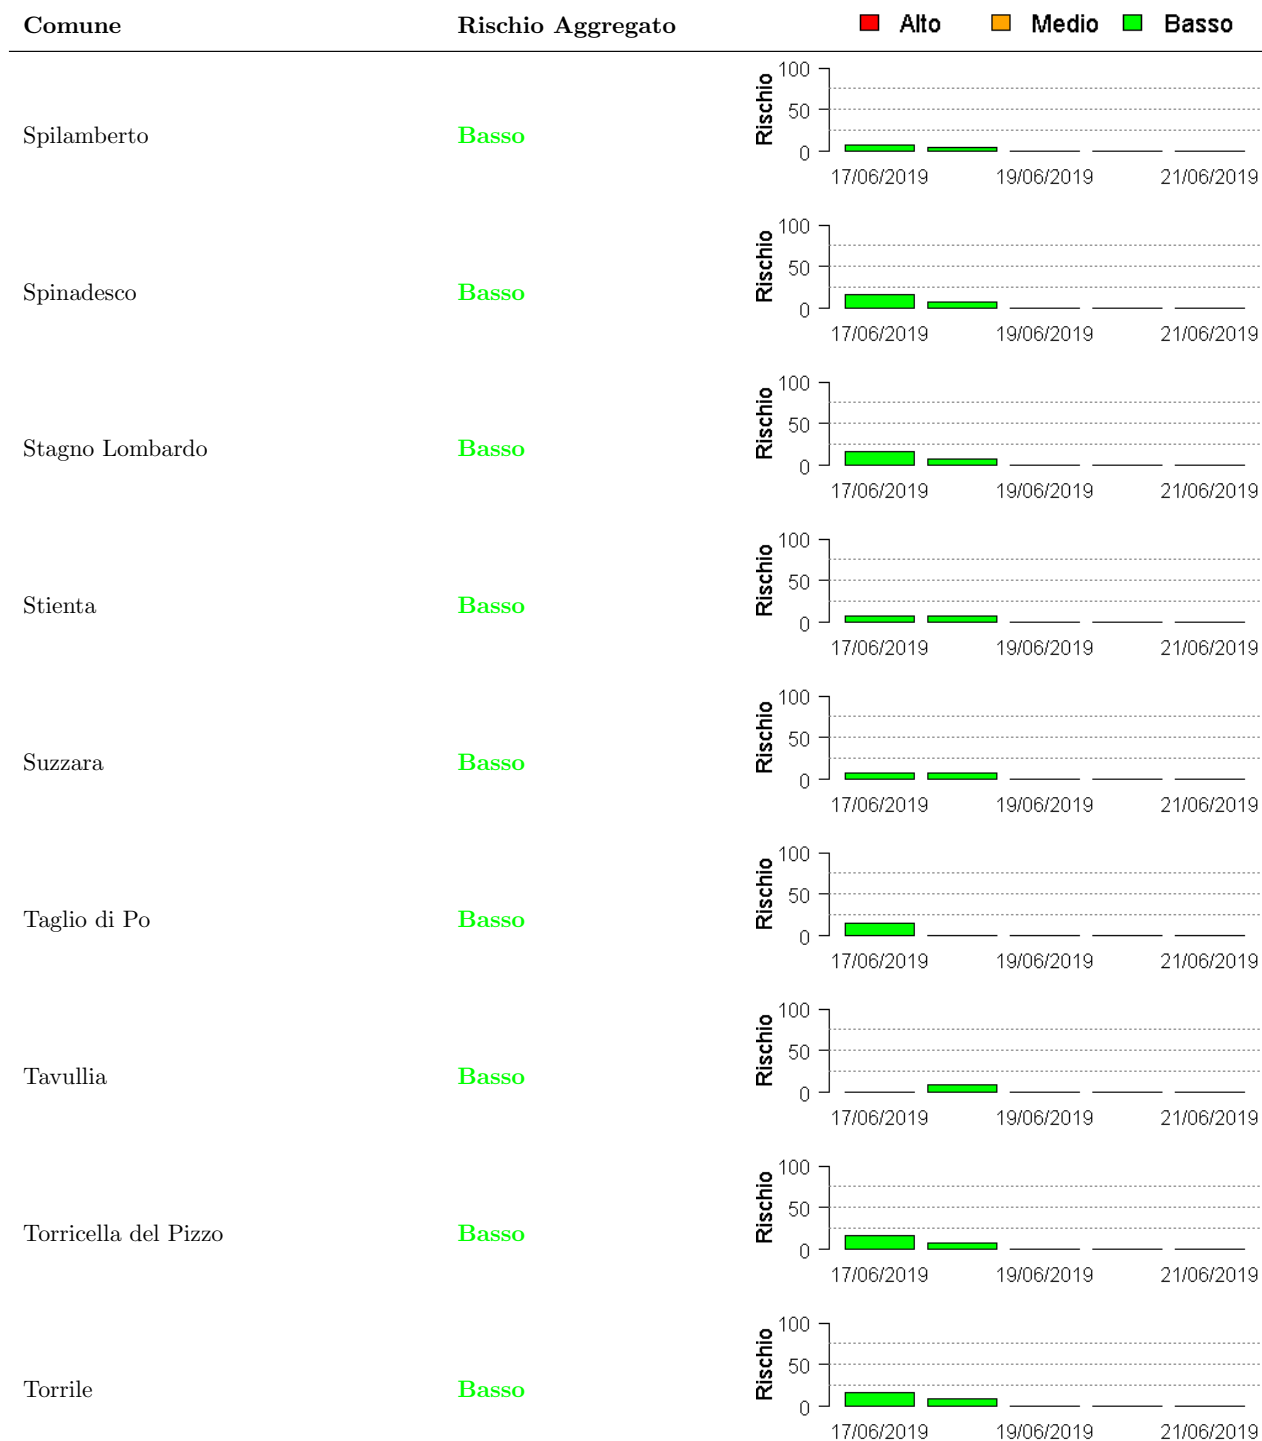 Comune Rischio Aggregato Alto Medio Basso
Spilamberto Basso Rischio 100 50 0
17/06/2019 19/06/2019 21/06/2019
Spinadesco Basso Rischio 100 50 0
17/06/2019 19/06/2019 21/06/2019
Stagno Lombardo Basso Rischio 100 50 0
17/06/2019 19/06/2019 21/06/2019
Stienta Basso Rischio 100 50 0
17/06/2019 19/06/2019 21/06/2019
Suzzara Basso Rischio 100 50 0
17/06/2019 19/06/2019 21/06/2019
Taglio di Po Basso Rischio 100 50 0
17/06/2019 19/06/2019 21/06/2019
Tavullia Basso Rischio 100 50 0
17/06/2019 19/06/2019 21/06/2019
Torricella del Pizzo Basso Rischio 100 50 0
17/06/2019 19/06/2019 21/06/2019
Torrile Basso Rischio 100 50 0
17/06/2019 19/06/2019 21/06/2019